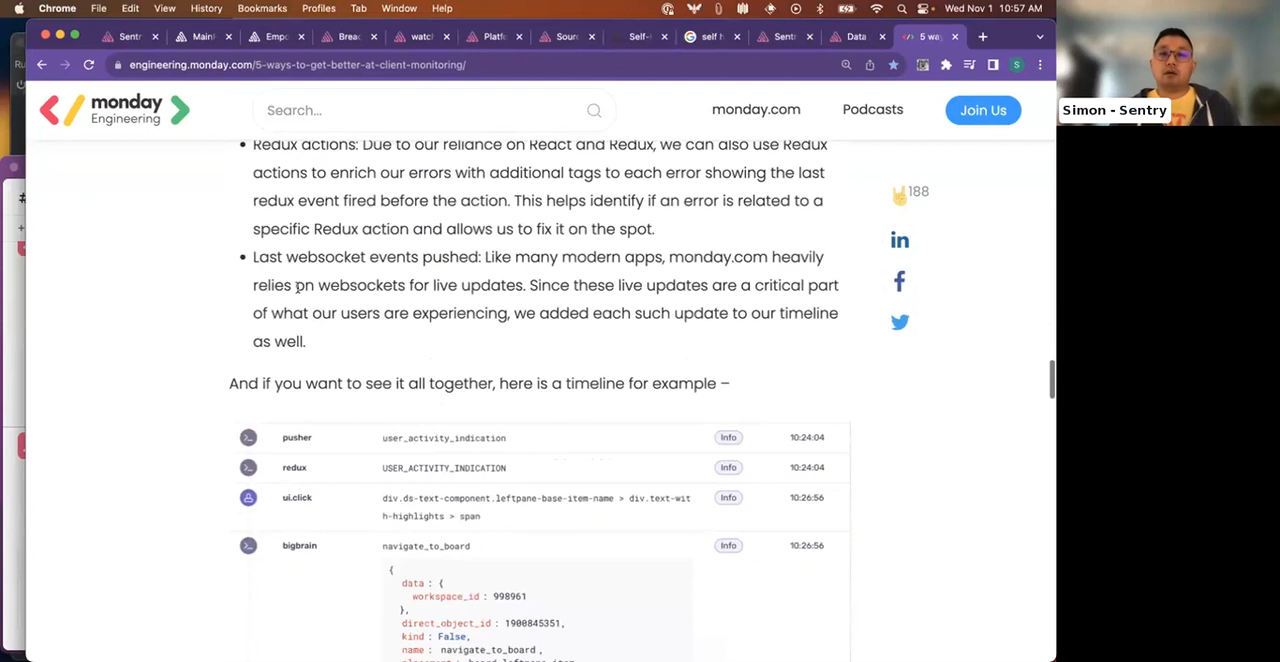 Chrome File Edit View History Bookmarks Profiles Tab Window Help Wed Nov 1 10:57 AM
Sentr Main Empo Brea watch Platf Sourc Self-l self h Sentr Data 5 wa
engineering.monday.com/5-ways-to-get-better-at-client-monitoring/
S
Simon - Sentry
monday
Engineering
Search...
monday.com Podcasts Join Us
Redux actions: Due to our reliance on React and Redux, we can also use Redux
actions to enrich our errors with additional tags to each error showing the last
redux event fired before the action. This helps identify if an error is related to a
specific Redux action and allows us to fix it on the spot.
188
Last websocket events pushed: Like many modern apps, monday.com heavily
relies on websockets for live updates. Since these live updates are a critical part
of what our users are experiencing, we added each such update to our timeline
as well.
And if you want to see it all together, here is a timeline for example –
pusher user_activity_indication Info 10:24:04
redux USER_ACTIVITY_INDICATION Info 10:24:04
ui.click div.ds-text-component.leftpane-base-item-name > div.text-wit Info 10:26:56
h-highlights > span
bigbrain navigate_to_board Info 10:26:56
{
data : {
workspace_id : 998961
},
direct_object_id : 1900845351,
kind : False,
name : navigate_to_board ,